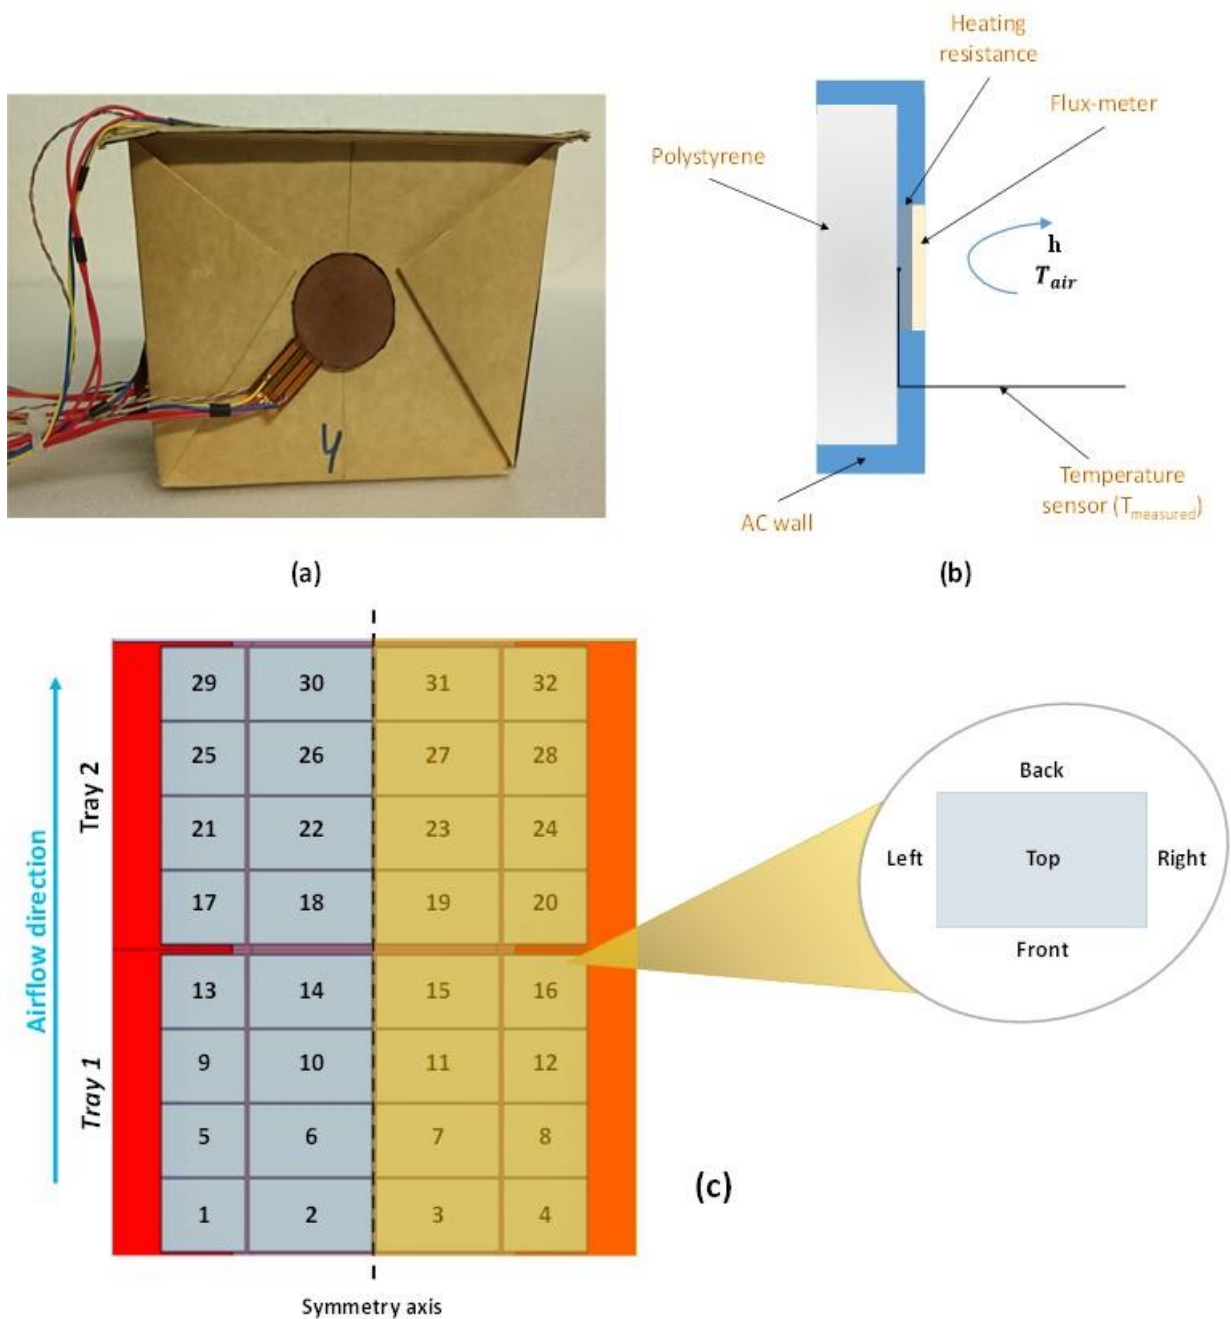 Heating
resistance
Flux-meter
Polystyrene
h
T_air
Temperature
sensor (T_measured)
AC wall
4
(a)
(b)
Airflow direction
Tray 2
29 30 31 32
25 26 27 28
21 22 23 24
17 18 19 20
Tray 1
13 14 15 16
9 10 11 12
5 6 7 8
1 2 3 4
Back
Left Top Right
Front
(c)
Symmetry axis